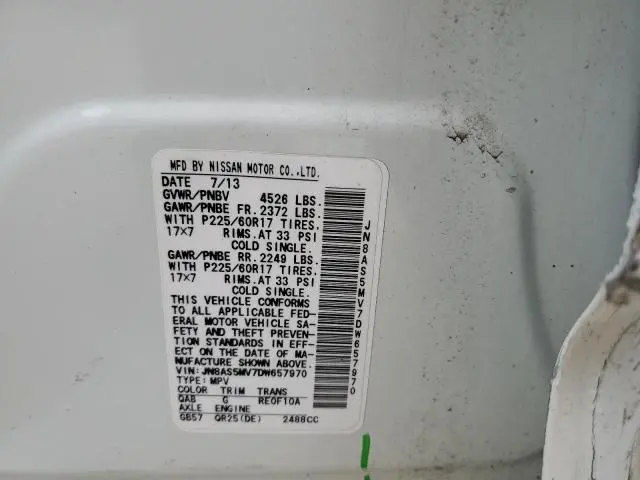 MFD BY NISSAN MOTOR CO.,LTD.
DATE 7/13
GVWR/PNBV 4526 LBS.
GAWR/PNBE FR. 2372 LBS.
WITH P225/60R17 TIRES.
17×7 RIMS. AT 33 PSI
COLD SINGLE.
GAWR/PNBE RR. 2249 LBS.
WITH P225/60R17 TIRES.
17×7 RIMS. AT 33 PSI
COLD SINGLE.
THIS VEHICLE CONFORMS
TO ALL APPLICABLE FED-
ERAL MOTOR VEHICLE SA-
FETY AND THEFT PREVEN-
TION STANDARDS IN EFF-
ECT ON THE DATE OF MA-
NUFACTURE SHOWN ABOVE.
VIN: JN8AS5MV7DW657970
TYPE: MPV
COLOR TRIM TRANS
QAB G RE0F10A
AXLE ENGINE
GB57 QR25(DE) 2488CC
JN8AS5MV7DW657970